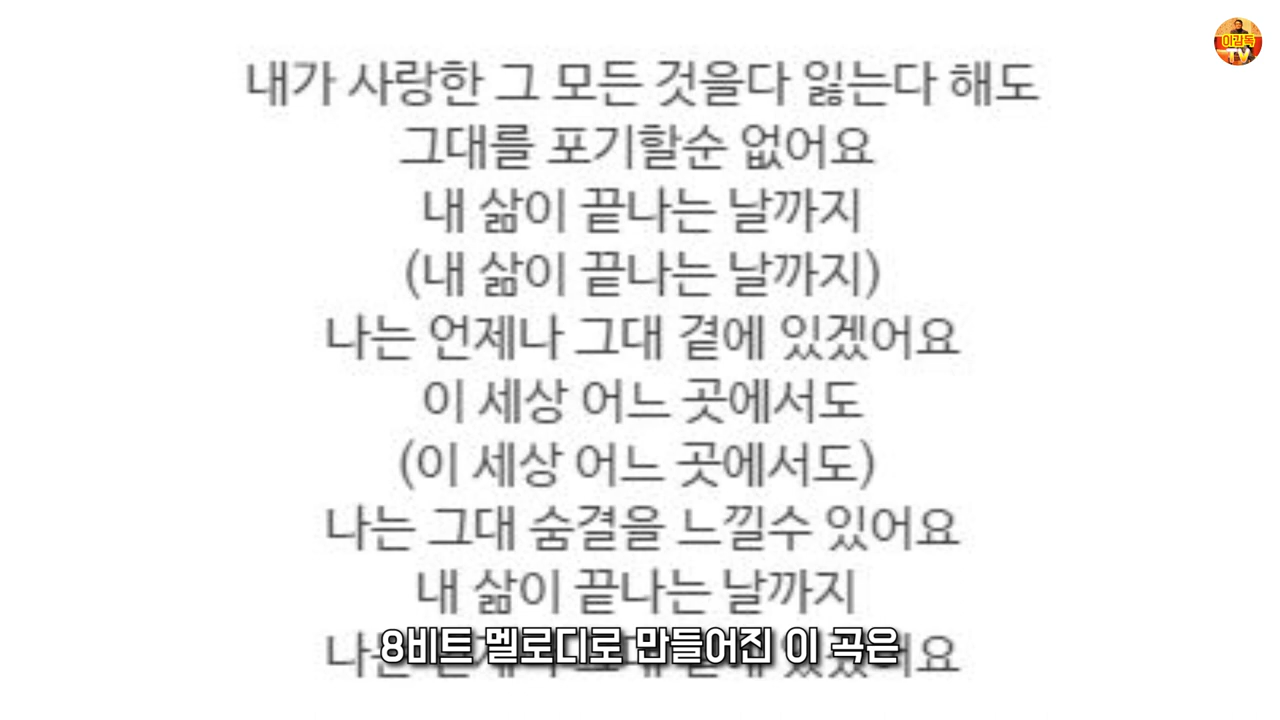 이감독
TV
내가 사랑한 그 모든 것을다 잃는다 해도
그대를 포기할순 없어요
내 삶이 끝나는 날까지
(내 삶이 끝나는 날까지)
나는 언제나 그대 곁에 있겠어요
이 세상 어느 곳에서도
(이 세상 어느 곳에서도)
나는 그대 숨결을 느낄수 있어요
내 삶이 끝나는 날까지
8비트 멜로디로 만들어진 이 곡은